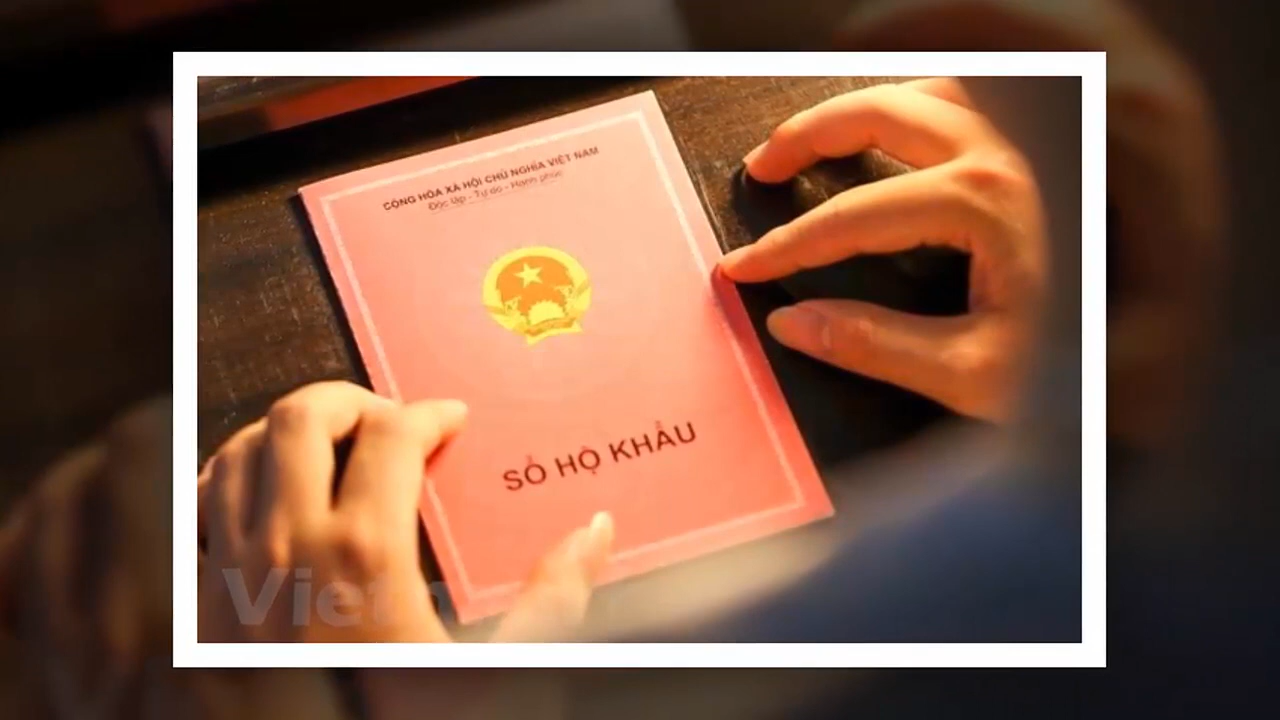 CỘNG HÒA XÃ HỘI CHỦ NGHĨA VIỆT NAM
Độc lập - Tự do - Hạnh phúc
SỔ HỘ KHẨU